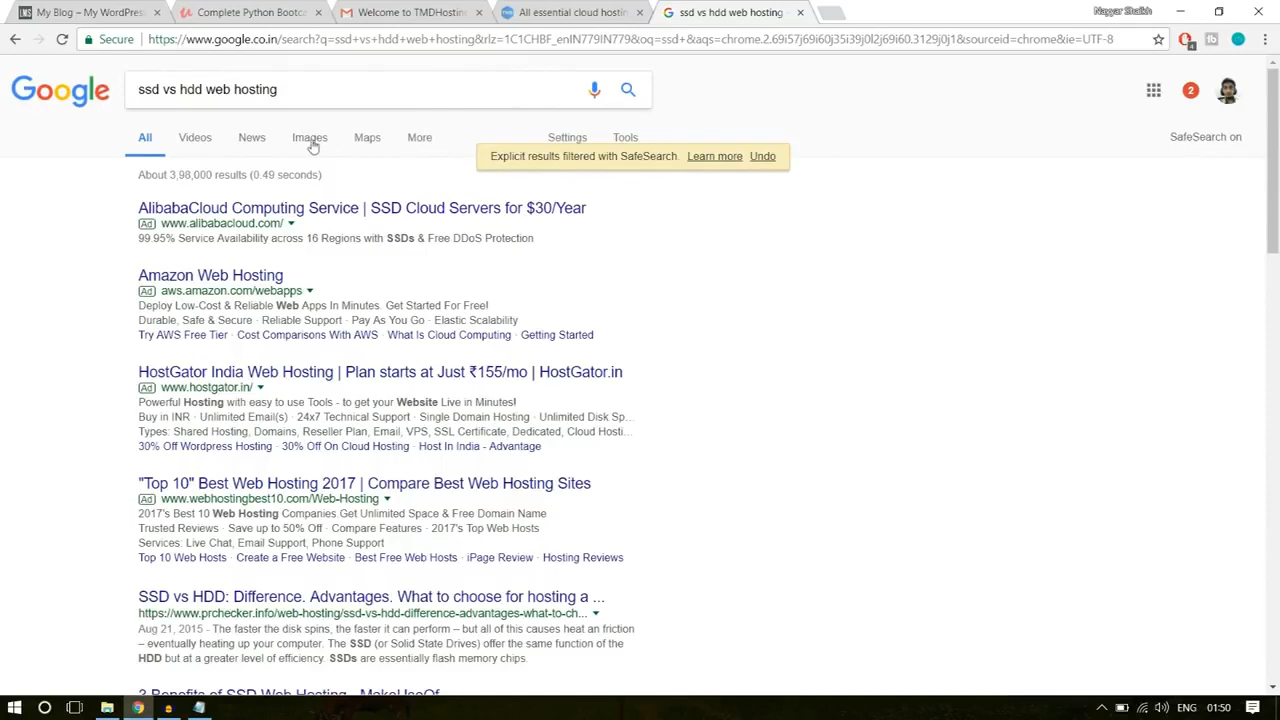 My Blog – My WordPress
Complete Python Bootca
Welcome to TMDHosting
All essential cloud hosting
ssd vs hdd web hosting
Nayyar Shaikh
Secure
https://www.google.co.in/search?q=ssd+vs+hdd+web+hosting&rlz=1C1CHBF_enIN779IN779&oq=ssd+&aqs=chrome.2.69i57j69i60j35i39j0l2j69i60.3129j0j1&sourceid=chrome&ie=UTF-8
Google
ssd vs hdd web hosting
2
All
Videos
News
Images
Maps
More
Settings
Tools
SafeSearch on
Explicit results filtered with SafeSearch. Learn more Undo
About 3,98,000 results (0.49 seconds)
AlibabaCloud Computing Service | SSD Cloud Servers for $30/Year
Ad www.alibabacloud.com/
99.95% Service Availability across 16 Regions with SSDs & Free DDoS Protection
Amazon Web Hosting
Ad aws.amazon.com/webapps
Deploy Low-Cost & Reliable Web Apps In Minutes. Get Started For Free!
Durable, Safe & Secure · Reliable Support · Pay As You Go · Elastic Scalability
Try AWS Free Tier · Cost Comparisons With AWS · What Is Cloud Computing · Getting Started
HostGator India Web Hosting | Plan starts at Just ₹155/mo | HostGator.in
Ad www.hostgator.in/
Powerful Hosting with easy to use Tools - to get your Website Live in Minutes!
Buy in INR · Unlimited Email(s) · 24x7 Technical Support · Single Domain Hosting · Unlimited Disk Sp...
Types: Shared Hosting, Domains, Reseller Plan, Email, VPS, SSL Certificate, Dedicated, Cloud Hosti...
30% Off Wordpress Hosting · 30% Off On Cloud Hosting · Host In India - Advantage
"Top 10" Best Web Hosting 2017 | Compare Best Web Hosting Sites
Ad www.webhostingbest10.com/Web-Hosting
2017's Best 10 Web Hosting Companies Get Unlimited Space & Free Domain Name
Trusted Reviews · Save up to 50% Off · Compare Features · 2017's Top Web Hosts
Services: Live Chat, Email Support, Phone Support
Top 10 Web Hosts · Create a Free Website · Best Free Web Hosts · iPage Review · Hosting Reviews
SSD vs HDD: Difference. Advantages. What to choose for hosting a ...
https://www.prchecker.info/web-hosting/ssd-vs-hdd-difference-advantages-what-to-ch...
Aug 21, 2015 - The faster the disk spins, the faster it can perform – but all of this causes heat an friction
– eventually heating up your computer. The SSD (or Solid State Drives) offer the same function of the
HDD but at a greater level of efficiency. SSDs are essentially flash memory chips.
3 Benefits of SSD Web Hosting - MakeUseOf
ENG
01:50